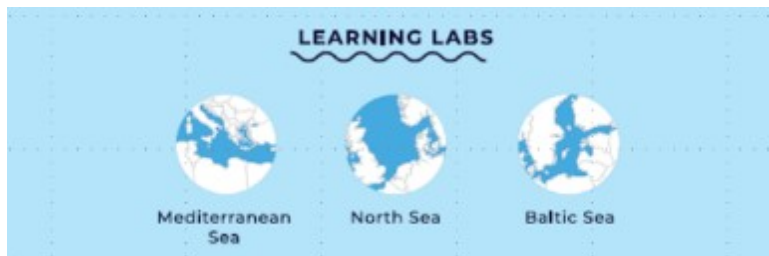 LEARNING LABS
Mediterranean
Sea
North Sea
Baltic Sea